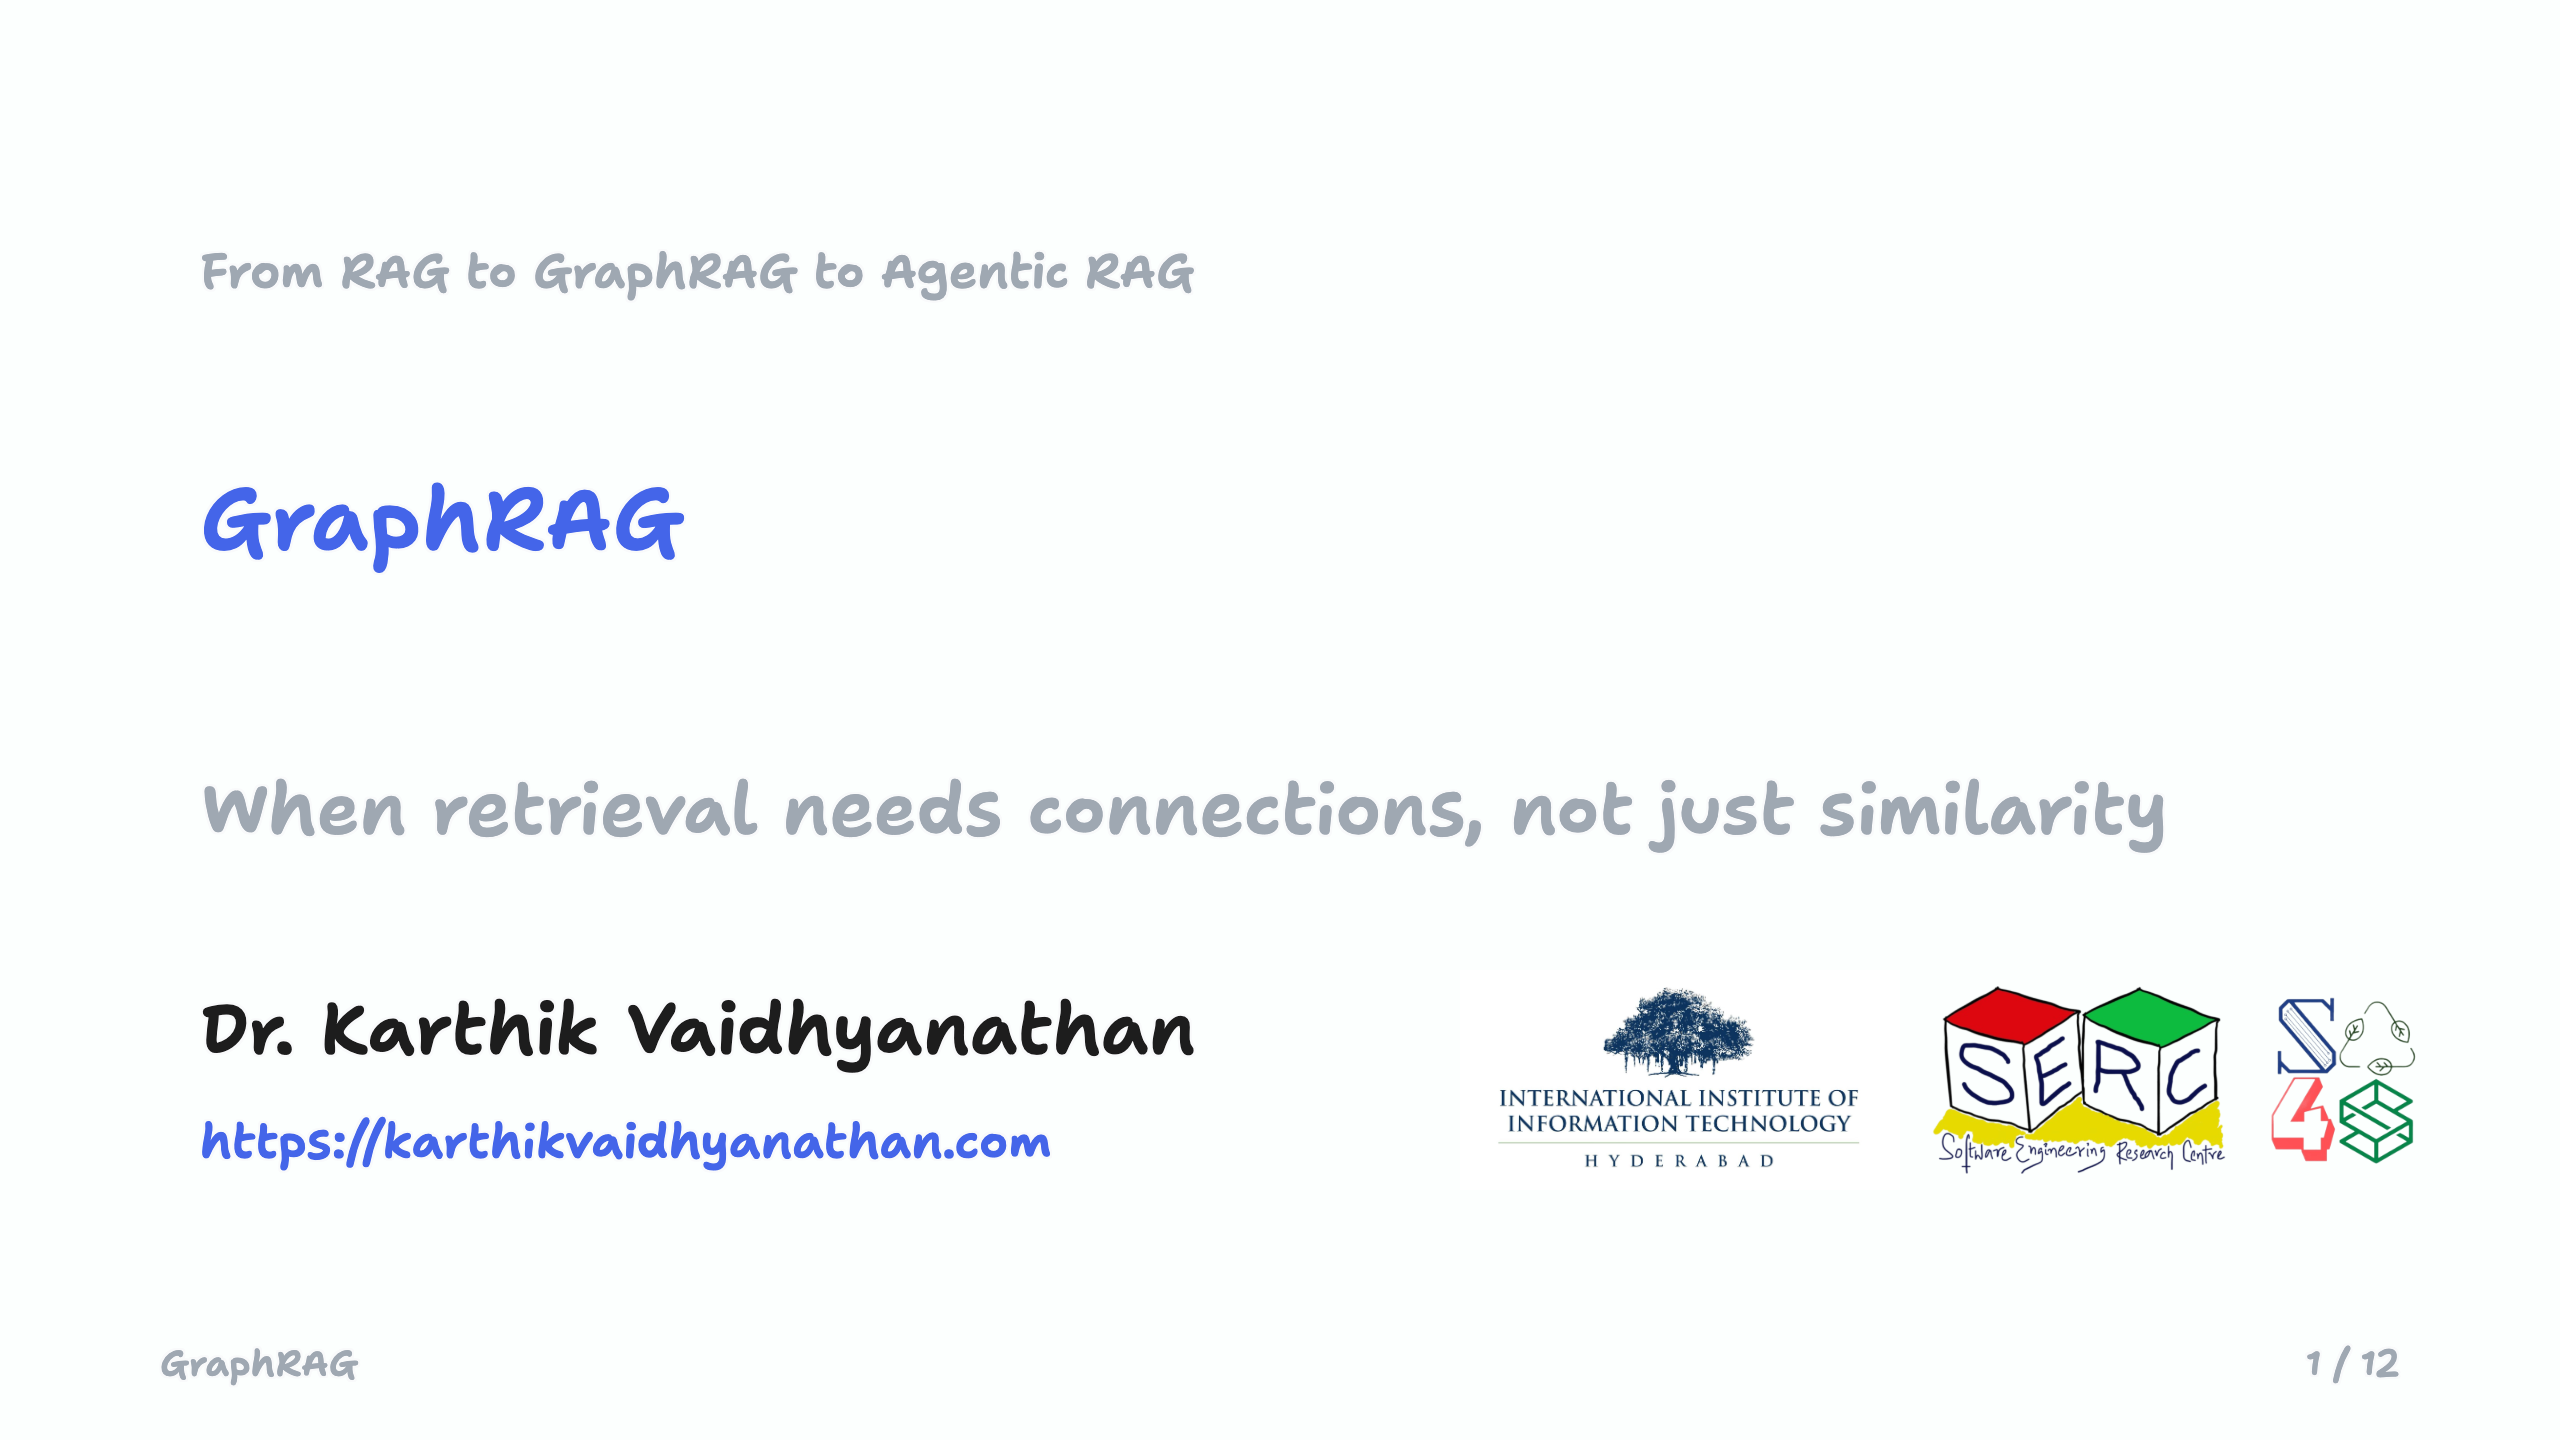 From RAG to GraphRAG to Agentic RAG
GraphRAG
When retrieval needs connections, not just similarity
Dr. Karthik Vaidhyanathan
https://karthikvaidhyanathan.com
INTERNATIONAL INSTITUTE OF
INFORMATION TECHNOLOGY
HYDERABAD
SERC
Software Engineering Research Centre
S
4S
GraphRAG
1 / 12